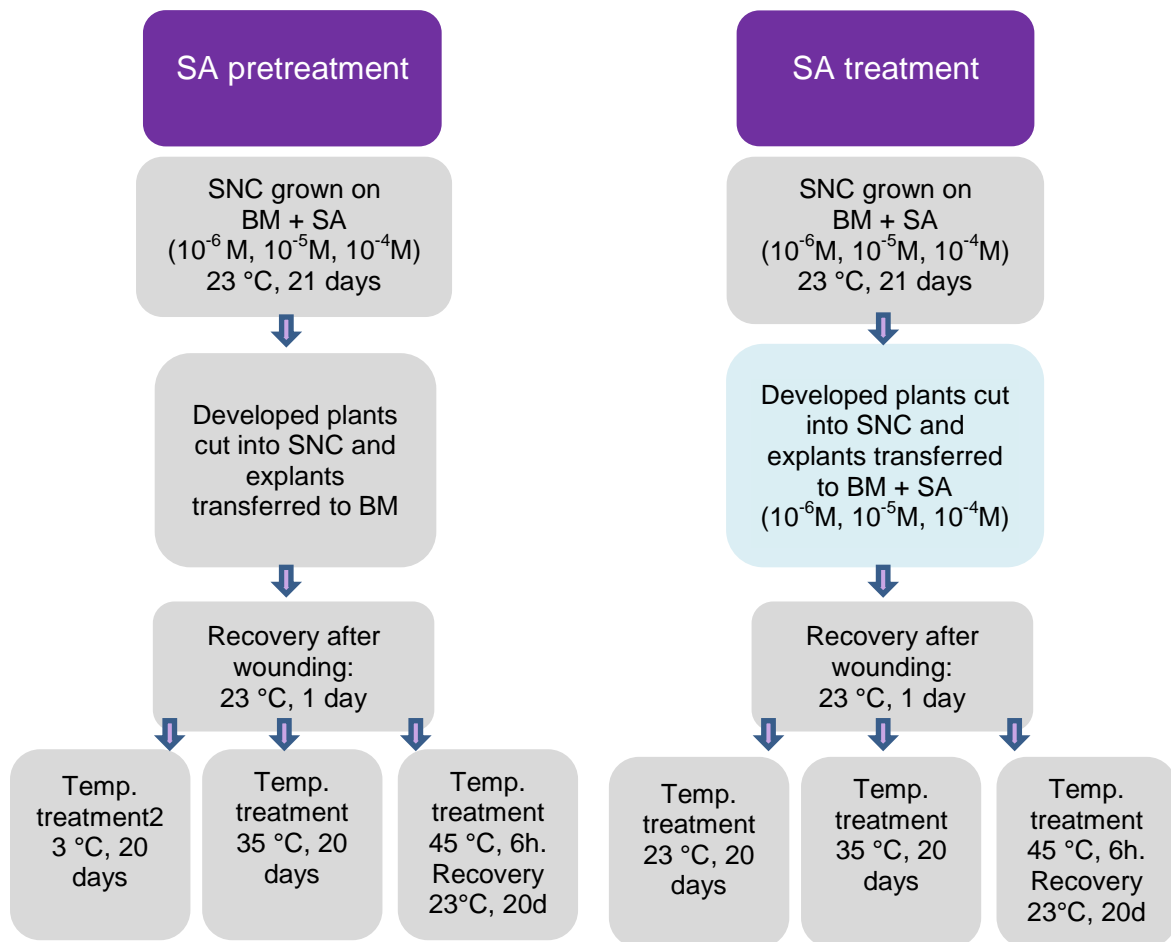 SA pretreatment
SNC grown on
BM + SA
(10⁻⁶ M, 10⁻⁵M, 10⁻⁴M)
23 °C, 21 days
Developed plants
cut into SNC and
explants
transferred to BM
Recovery after
wounding:
23 °C, 1 day
Temp.
treatment2
3 °C, 20
days
Temp.
treatment
35 °C, 20
days
Temp.
treatment
45 °C, 6h.
Recovery
23°C, 20d
SA treatment
SNC grown on
BM + SA
(10⁻⁶M, 10⁻⁵M, 10⁻⁴M)
23 °C, 21 days
Developed plants cut
into SNC and
explants transferred
to BM + SA
(10⁻⁶M, 10⁻⁵M, 10⁻⁴M)
Recovery after
wounding:
23 °C, 1 day
Temp.
treatment
23 °C, 20
days
Temp.
treatment
35 °C, 20
days
Temp.
treatment
45 °C, 6h.
Recovery
23°C, 20d